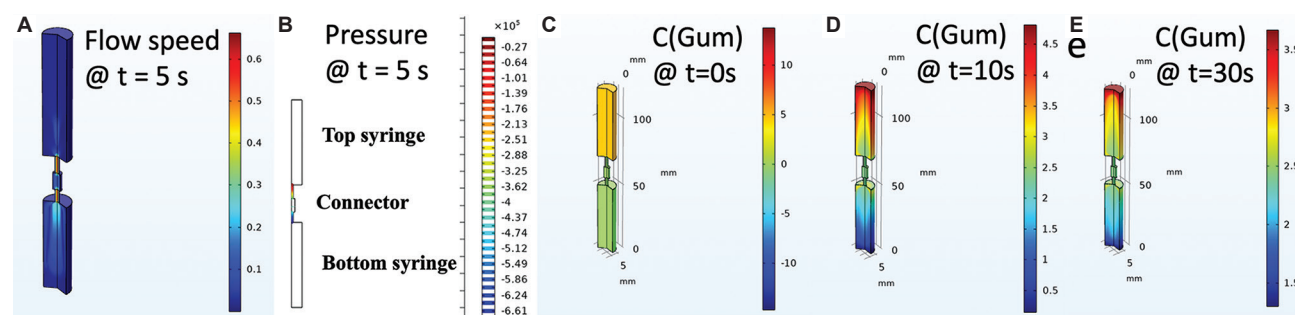 A
Flow speed
@ t = 5 s
0.6
0.5
0.4
0.3
0.2
0.1
B
Pressure
@ t = 5 s
Top syringe
Connector
Bottom syringe
×10⁵
-0.27
-0.64
-1.01
-1.39
-1.76
-2.13
-2.51
-2.88
-3.25
-3.62
-4
-4.37
-4.74
-5.12
-5.49
-5.86
-6.24
-6.61
C
C(Gum)
@ t=0s
mm
0
100
50
mm
0
5
mm
10
5
0
-5
-10
D
C(Gum)
@ t=10s
mm
0
100
50
mm
0
5
mm
4.5
4
3.5
3
2.5
2
1.5
1
0.5
E
e
C(Gum)
@ t=30s
mm
0
100
50
mm
0
5
mm
3.5
3
2
1.5